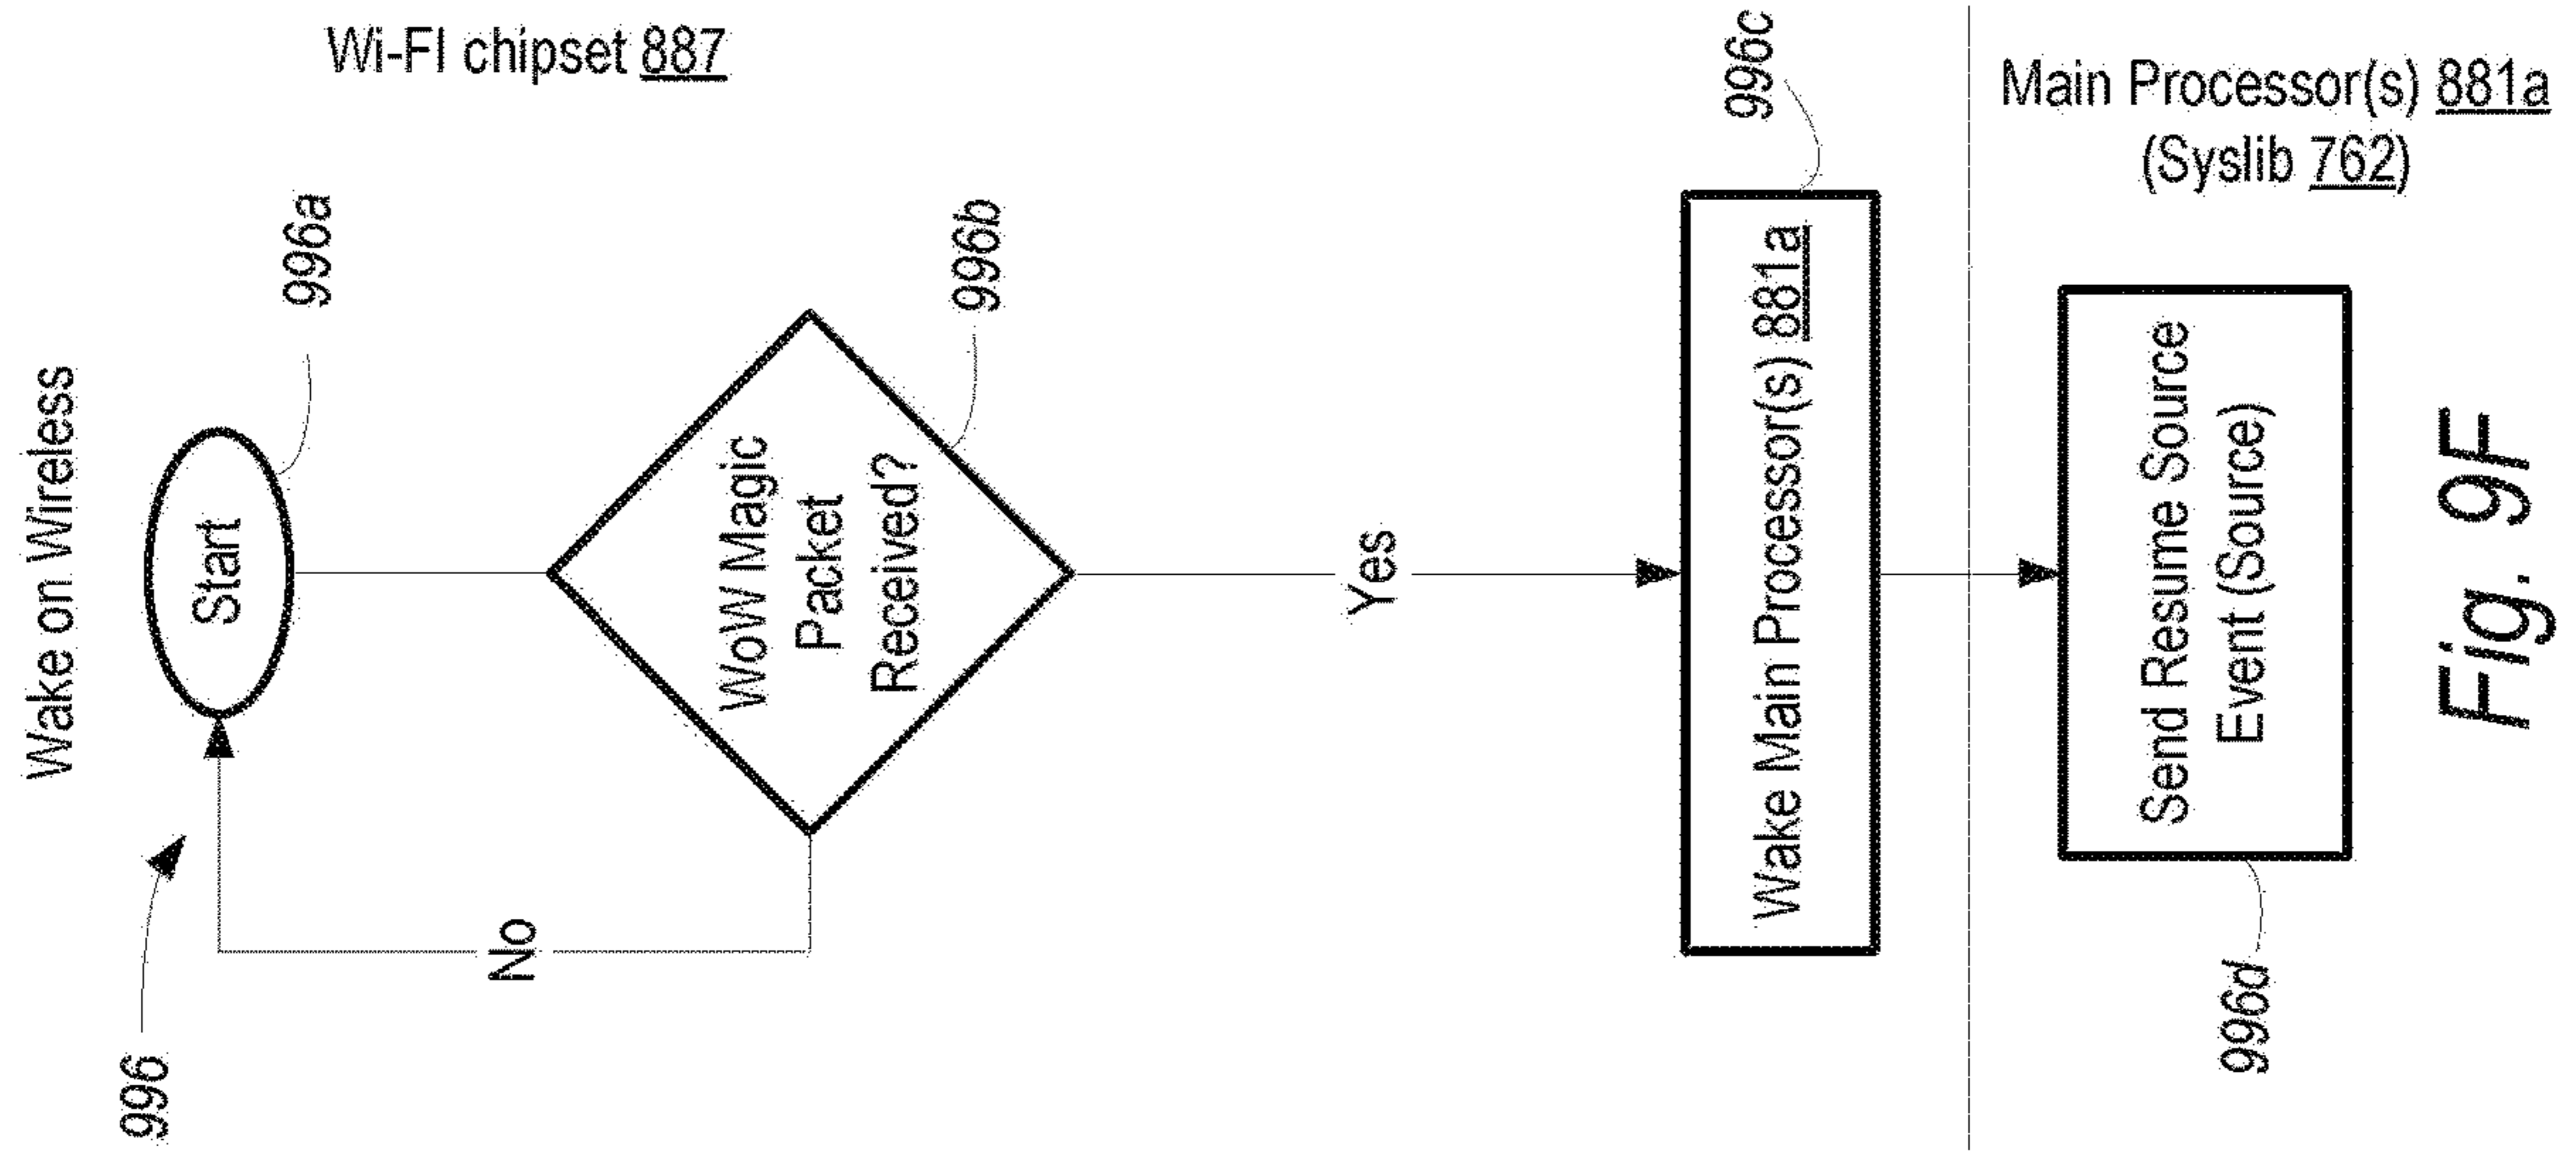 Wake on Wireless
996
Start
996a
Wi-FI chipset 887
No
WoW Magic
Packet
Received?
996b
Yes
Wake Main Processor(s) 881a
996c
Main Processor(s) 881a
(Syslib 762)
Send Resume Source
Event (Source)
996d
Fig. 9F